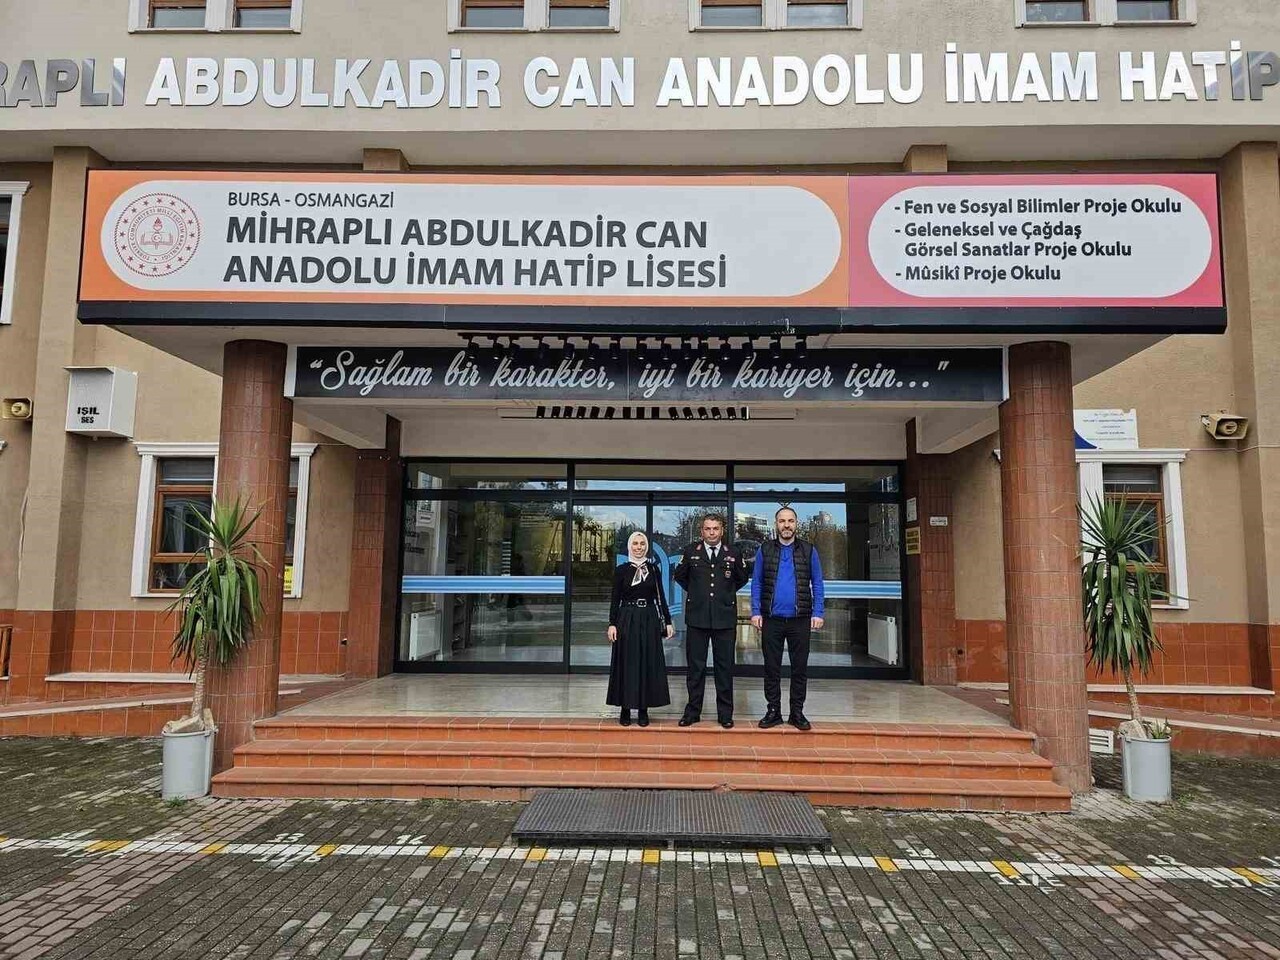 RAPLI ABDULKADİR CAN ANADOLU İMAM HATİP
BURSA - OSMANGAZİ
MİHRAPLI ABDULKADİR CAN
ANADOLU İMAM HATİP LİSESİ
- Fen ve Sosyal Bilimler Proje Okulu
- Geleneksel ve Çağdaş
Görsel Sanatlar Proje Okulu
- Mûsikî Proje Okulu
"Sağlam bir karakter, iyi bir kariyer için..."
IŞIL
SES